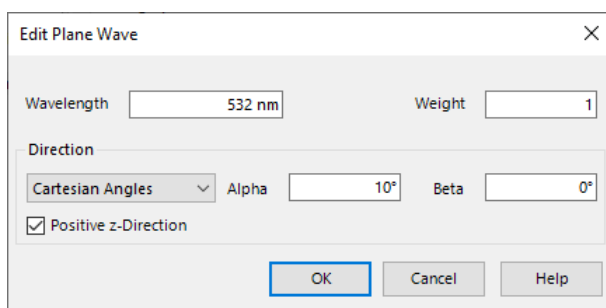 Edit Plane Wave
Wavelength 532 nm Weight 1
Direction
Cartesian Angles Alpha 10° Beta 0°
Positive z-Direction
OK Cancel Help